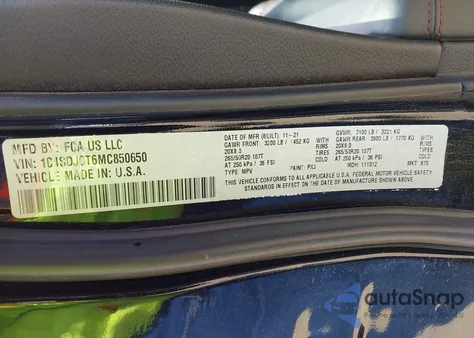 MFD BY: FCA US LLC
VIN: 1C4SDJCT6MC850650
VEHICLE MADE IN U.S.A.
DATE OF MFR (BUILT): 11-21
GVWR: 7100 LB / 3221 KG
GAWR FRONT: 3200 LB / 1452 KG WITH
GAWR REAR: 3900 LB / 1770 KG WITH
20X8.0 RIMS
20X8.0 RIMS
265/50R20 107T TIRES
265/50R20 107T TIRES
AT 250 kPa / 36 PSI
AT 250 kPa / 36 PSI
TYPE: MPV
PAINT: PXJ
MDH: 111312
MKT: B75
THIS VEHICLE CONFORMS TO ALL APPLICABLE U.S.A. FEDERAL MOTOR VEHICLE SAFETY
STANDARDS IN EFFECT ON THE DATE OF MANUFACTURE SHOWN ABOVE.
autoSnap